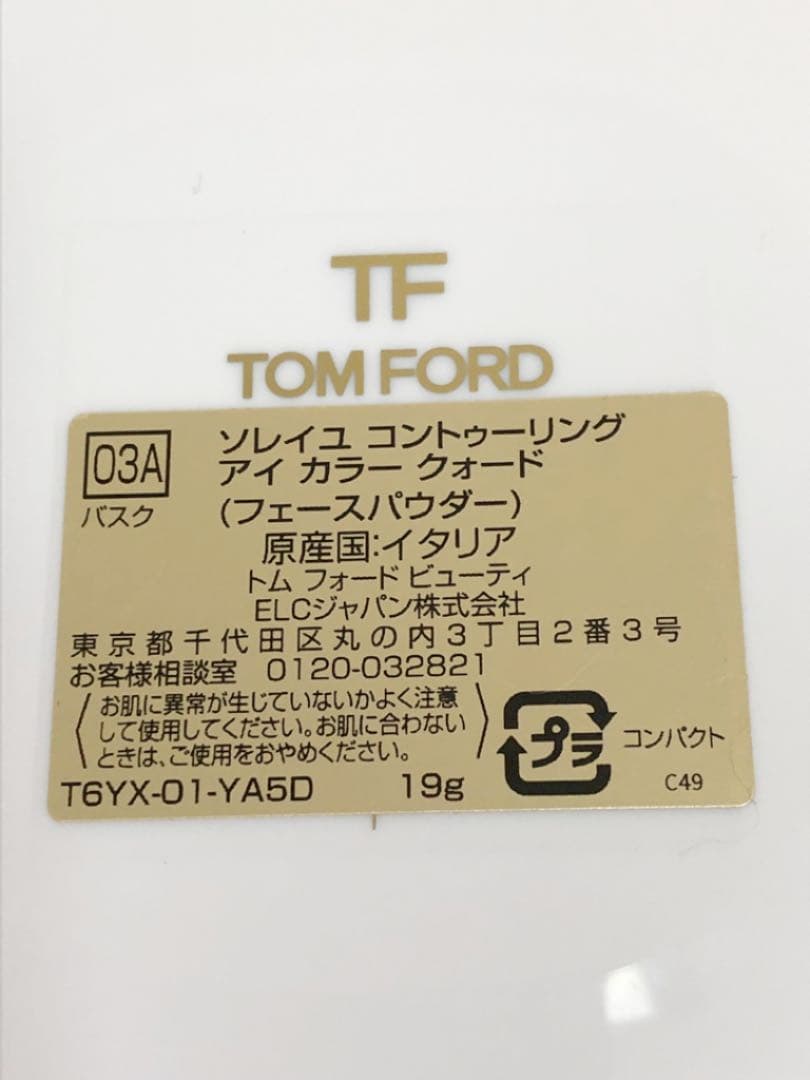 TF
TOM FORD
03A
バスク
ソレイユ コントゥーリング
アイ カラー クォード
(フェースパウダー)
原産国:イタリア
トム フォード ビューティ
ELCジャパン株式会社
東京都千代田区丸の内3丁目2番3号
お客様相談室 0120-032821
お肌に異常が生じていないかよく注意
して使用してください。お肌に合わない
ときは、ご使用をおやめください。
プラ
コンパクト
T6YX-01-YA5D 19g
C49